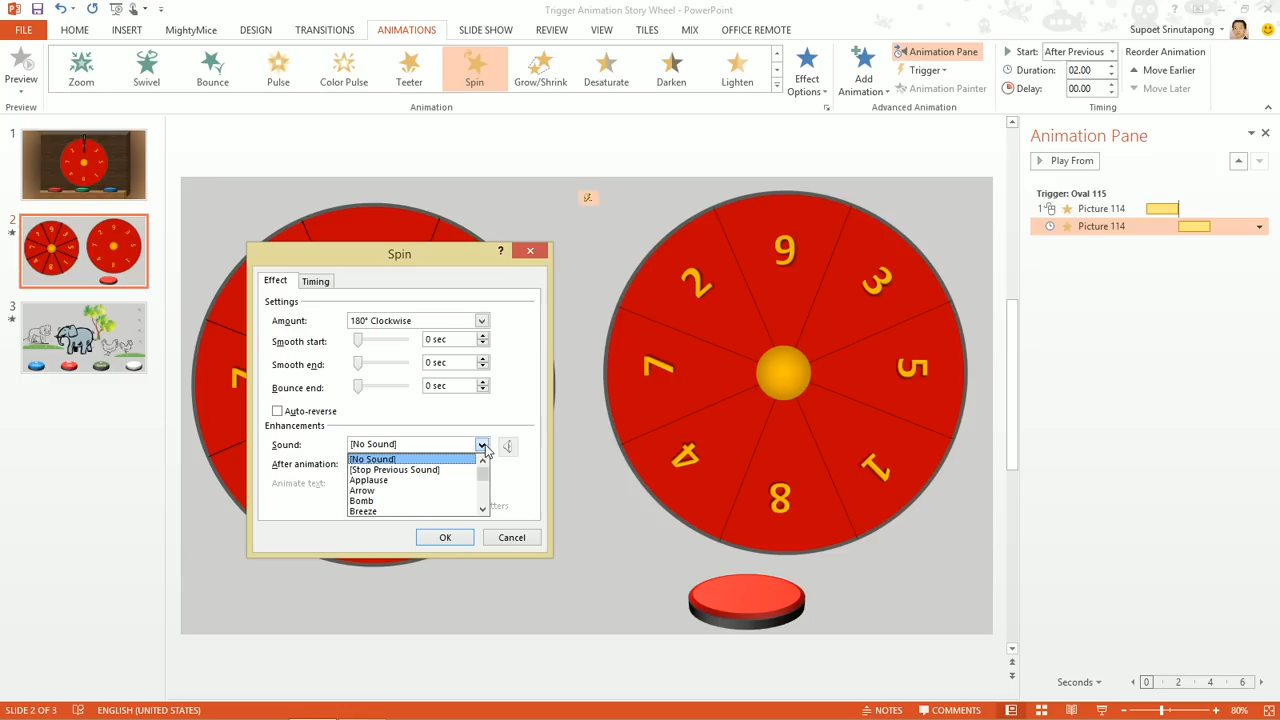 Trigger Animation Story Wheel - PowerPoint
FILE HOME INSERT MightyMice DESIGN TRANSITIONS ANIMATIONS SLIDE SHOW REVIEW VIEW TILES MIX OFFICE REMOTE
Supoet Srinutapong
Preview
Zoom Swivel Bounce Pulse Color Pulse Teeter Spin Grow/Shrink Desaturate Darken Lighten
Effect Options
Add Animation
Animation Pane
Trigger
Animation Painter
Start: After Previous
Duration: 02.00
Delay: 00.00
Reorder Animation
Move Earlier
Move Later
Preview Animation Advanced Animation Timing
1
2
3
Spin
?
Effect Timing
Settings
Amount: 180° Clockwise
Smooth start: 0 sec
Smooth end: 0 sec
Bounce end: 0 sec
Auto-reverse
Enhancements
Sound: [No Sound]
After animation:
Animate text:
[No Sound]
[Stop Previous Sound]
Applause
Arrow
Bomb
Breeze
OK Cancel
9
3
5
1
8
4
7
2
Animation Pane
Play From
Trigger: Oval 115
1 Picture 114
Picture 114
Seconds 0 2 4 6
SLIDE 2 OF 3 ENGLISH (UNITED STATES) NOTES COMMENTS 80%